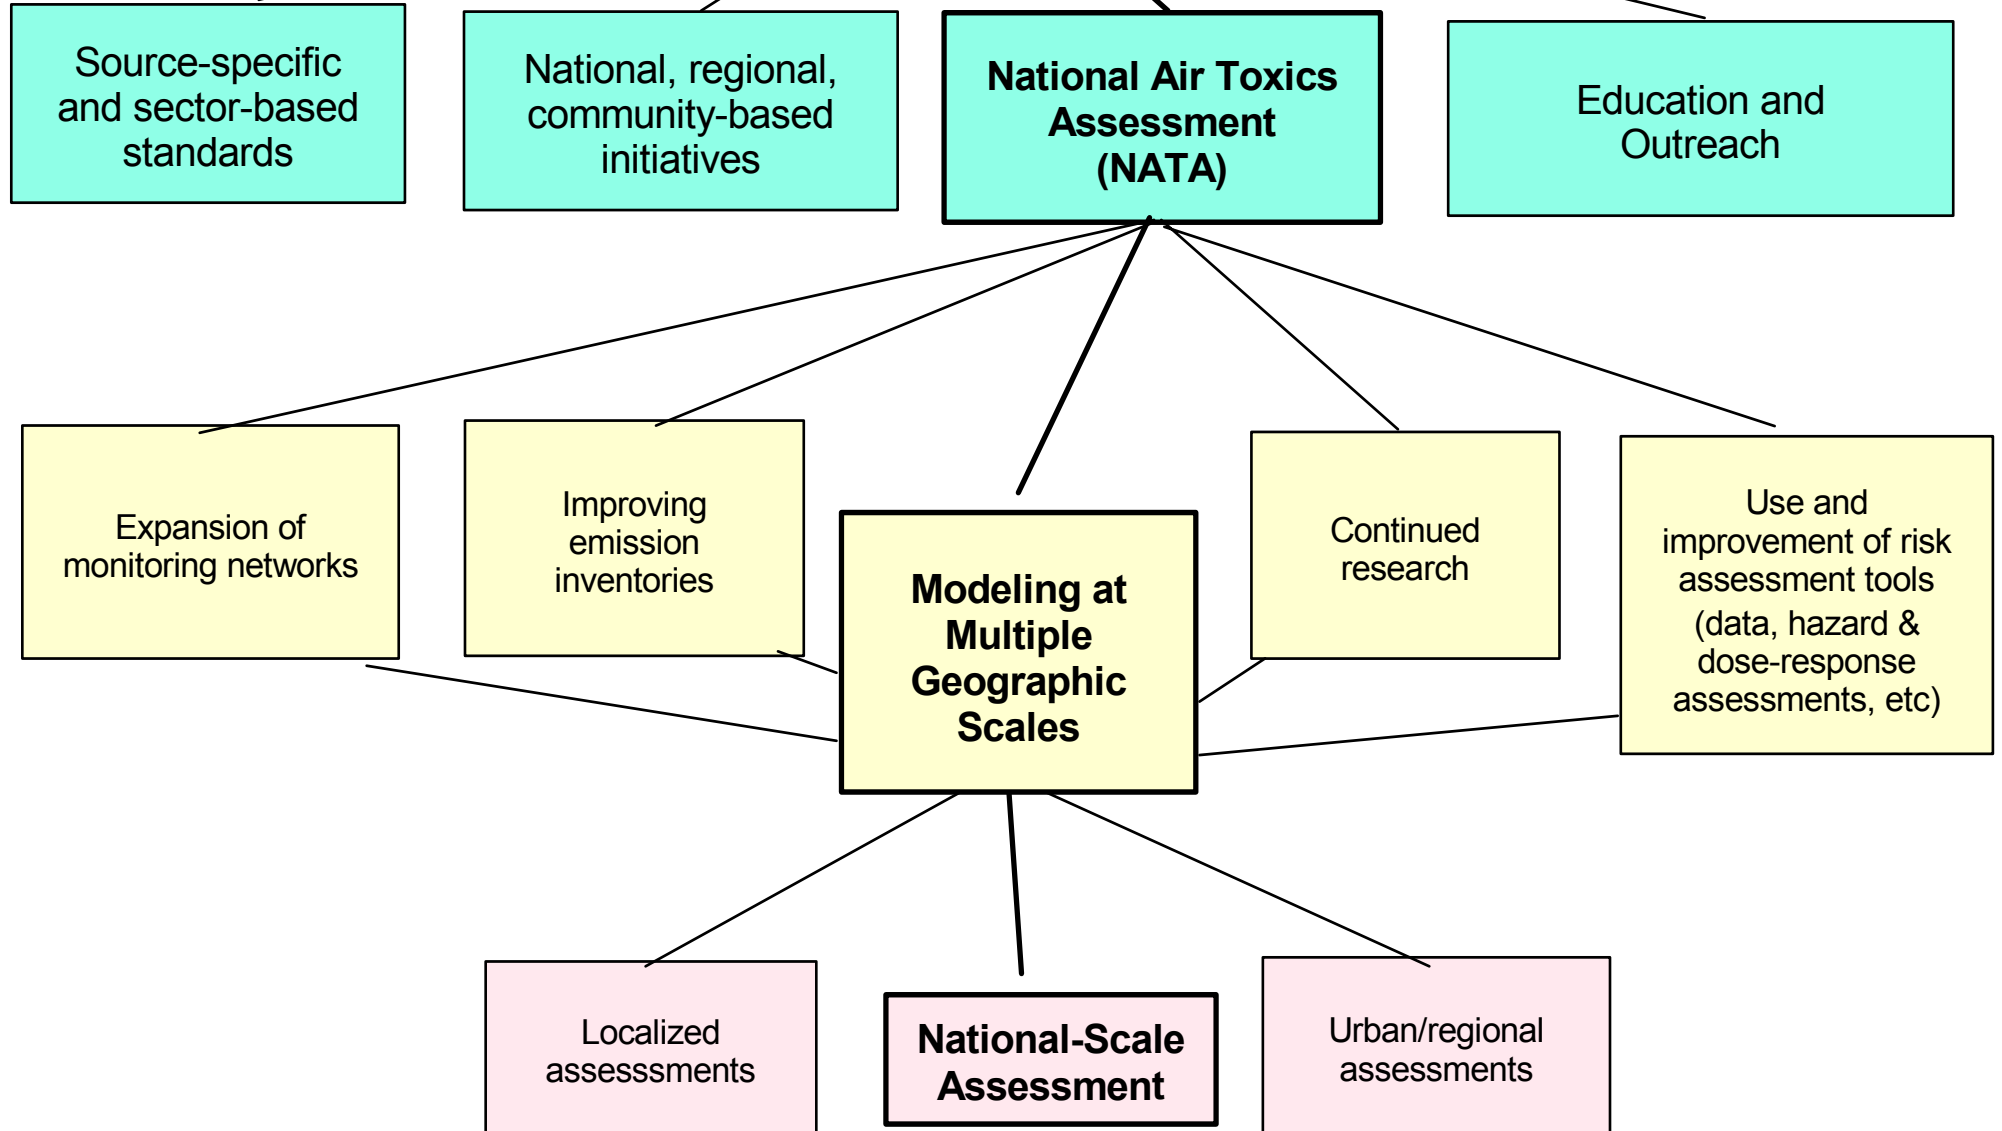 Source-specific
and sector-based
standards
National, regional,
community-based
initiatives
National Air Toxics
Assessment
(NATA)
Education and
Outreach
Expansion of
monitoring networks
Improving
emission
inventories
Modeling at
Multiple
Geographic
Scales
Continued
research
Use and
improvement of risk
assessment tools
(data, hazard &
dose-response
assessments, etc)
Localized
assesssments
National-Scale
Assessment
Urban/regional
assessments